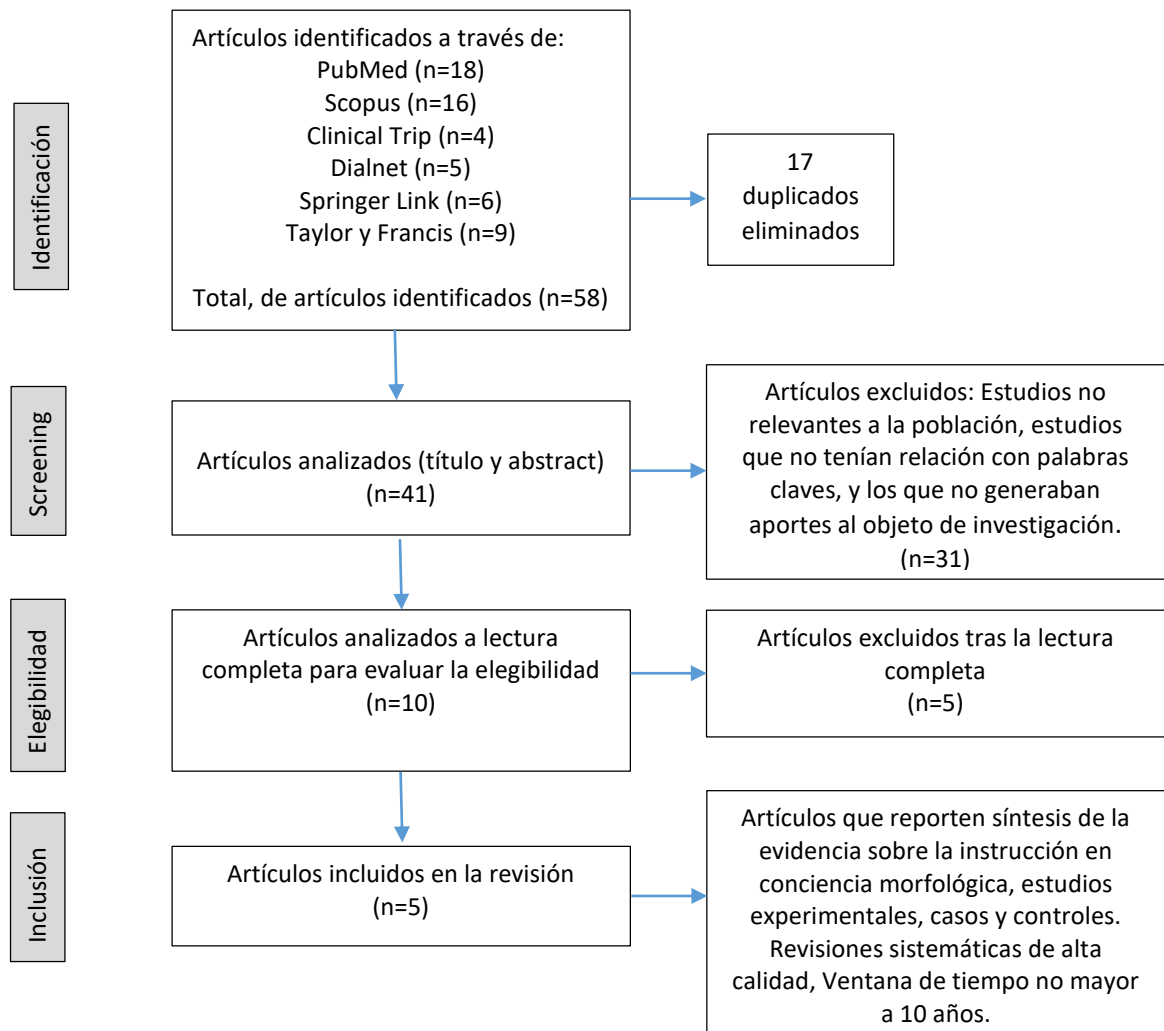 Identificación
Artículos identificados a través de:
PubMed (n=18)
Scopus (n=16)
Clinical Trip (n=4)
Dialnet (n=5)
Springer Link (n=6)
Taylor y Francis (n=9)
Total, de artículos identificados (n=58)
17
duplicados
eliminados
Screening
Artículos analizados (título y abstract)
(n=41)
Artículos excluidos: Estudios no
relevantes a la población, estudios
que no tenían relación con palabras
claves, y los que no generaban
aportes al objeto de investigación.
(n=31)
Elegibilidad
Artículos analizados a lectura
completa para evaluar la elegibilidad
(n=10)
Artículos excluidos tras la lectura
completa
(n=5)
Inclusión
Artículos incluidos en la revisión
(n=5)
Artículos que reporten síntesis de la
evidencia sobre la instrucción en
conciencia morfológica, estudios
experimentales, casos y controles.
Revisiones sistemáticas de alta
calidad, Ventana de tiempo no mayor
a 10 años.